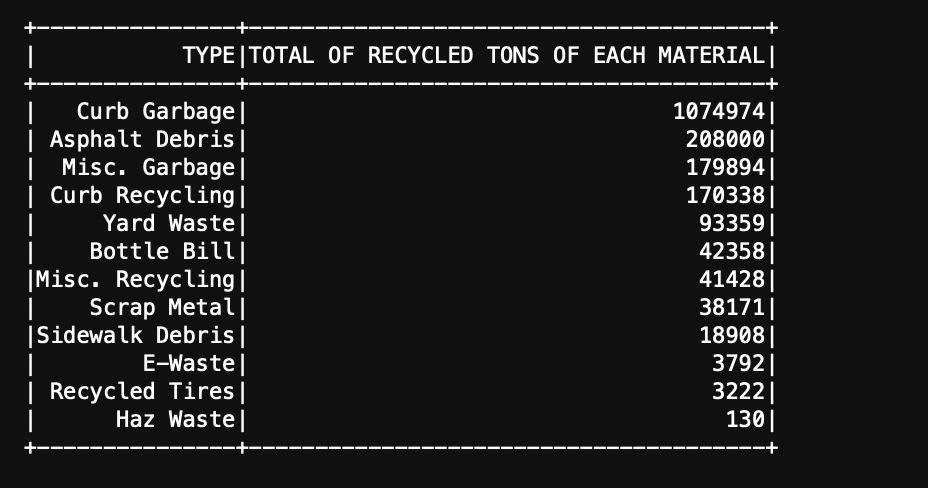 +---------------+---------------------------------------+
|           TYPE|TOTAL OF RECYCLED TONS OF EACH MATERIAL|
+---------------+---------------------------------------+
|   Curb Garbage|                                1074974|
| Asphalt Debris|                                 208000|
|  Misc. Garbage|                                 179894|
| Curb Recycling|                                 170338|
|     Yard Waste|                                  93359|
|    Bottle Bill|                                  42358|
|Misc. Recycling|                                  41428|
|    Scrap Metal|                                  38171|
|Sidewalk Debris|                                  18908|
|        E-Waste|                                   3792|
| Recycled Tires|                                   3222|
|      Haz Waste|                                    130|
+---------------+---------------------------------------+